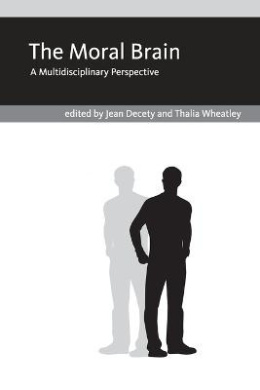 The Moral Brain
A Multidisciplinary Perspective
edited by Jean Decety and Thalia Wheatley